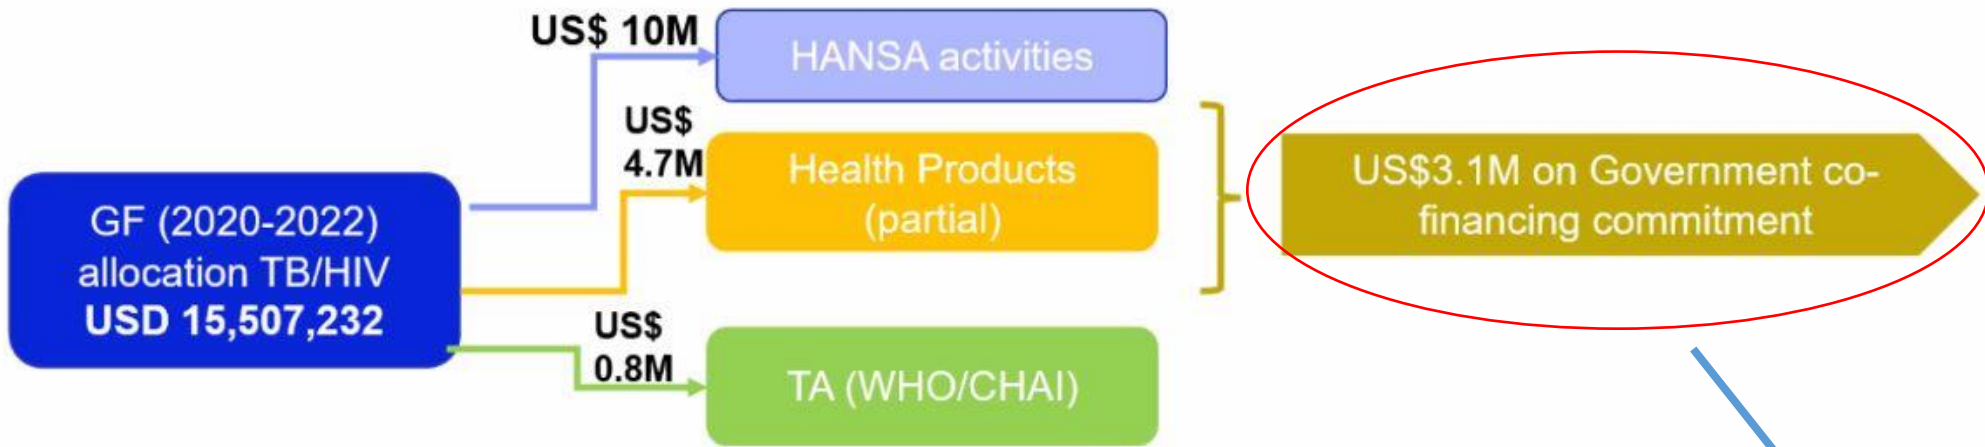 US$ 10M
HANSA activities
US$
4.7M
Health Products
(partial)
US$3.1M on Government co-
financing commitment
GF (2020-2022)
allocation TB/HIV
USD 15,507,232
US$
0.8M
TA (WHO/CHAI)